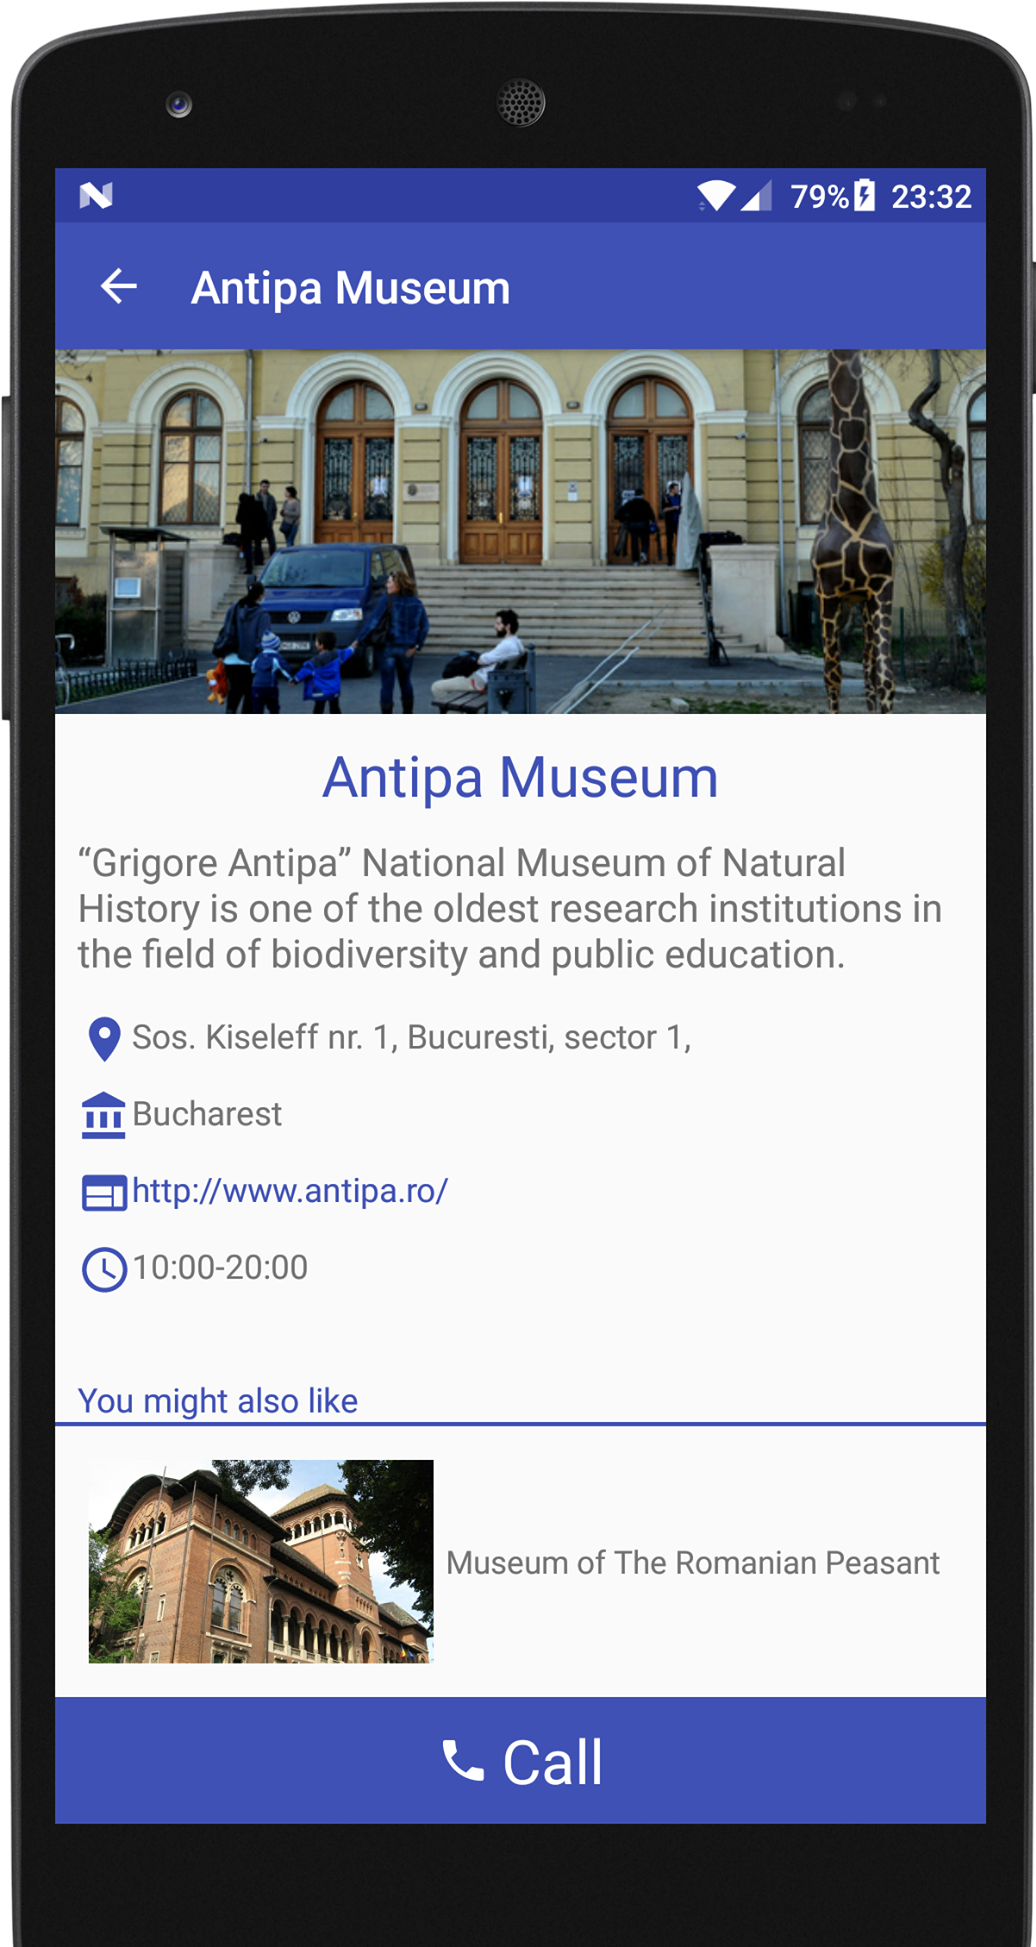 79% 23:32
Antipa Museum
Antipa Museum
“Grigore Antipa” National Museum of Natural
History is one of the oldest research institutions in
the field of biodiversity and public education.
Sos. Kiseleff nr. 1, Bucuresti, sector 1,
Bucharest
http://www.antipa.ro/
10:00-20:00
You might also like
Museum of The Romanian Peasant
Call